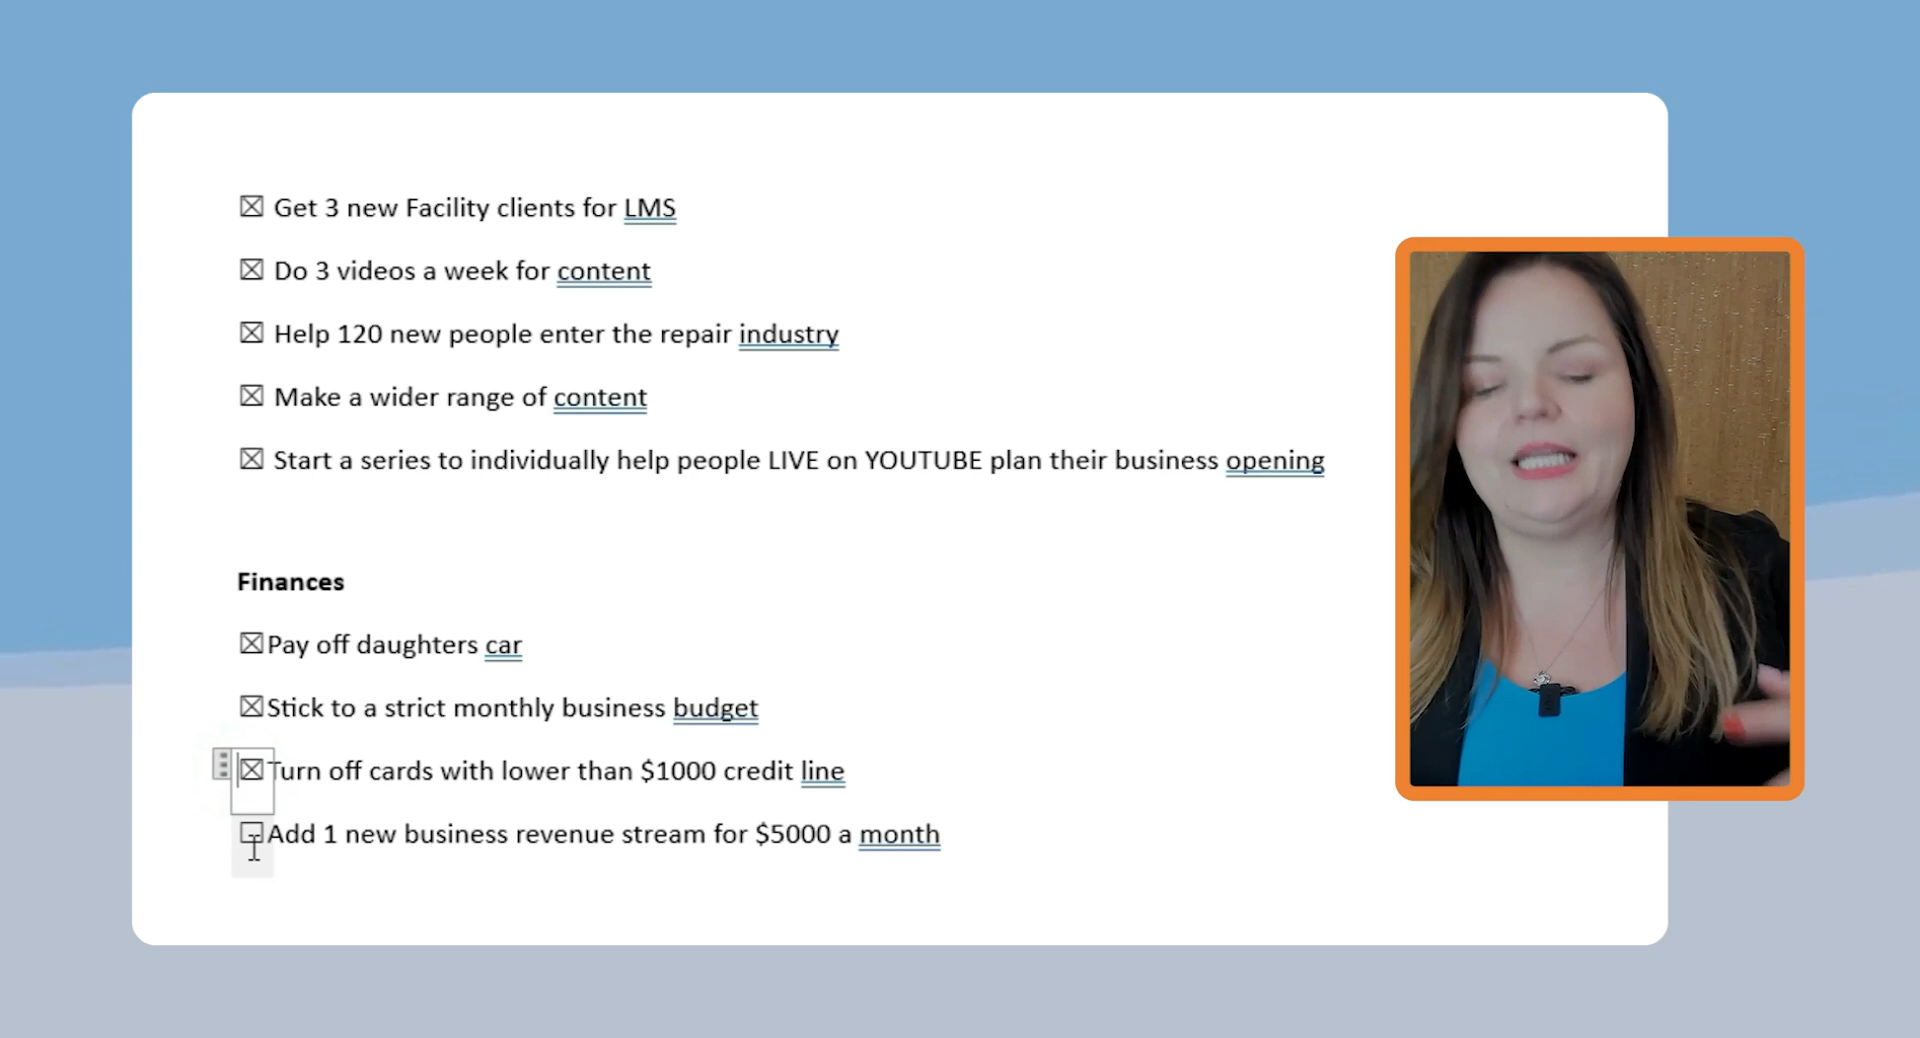 ☒ Get 3 new Facility clients for LMS
☒ Do 3 videos a week for content
☒ Help 120 new people enter the repair industry
☒ Make a wider range of content
☒ Start a series to individually help people LIVE on YOUTUBE plan their business opening
Finances
☒Pay off daughters car
☒Stick to a strict monthly business budget
☒Turn off cards with lower than $1000 credit line
☐Add 1 new business revenue stream for $5000 a month